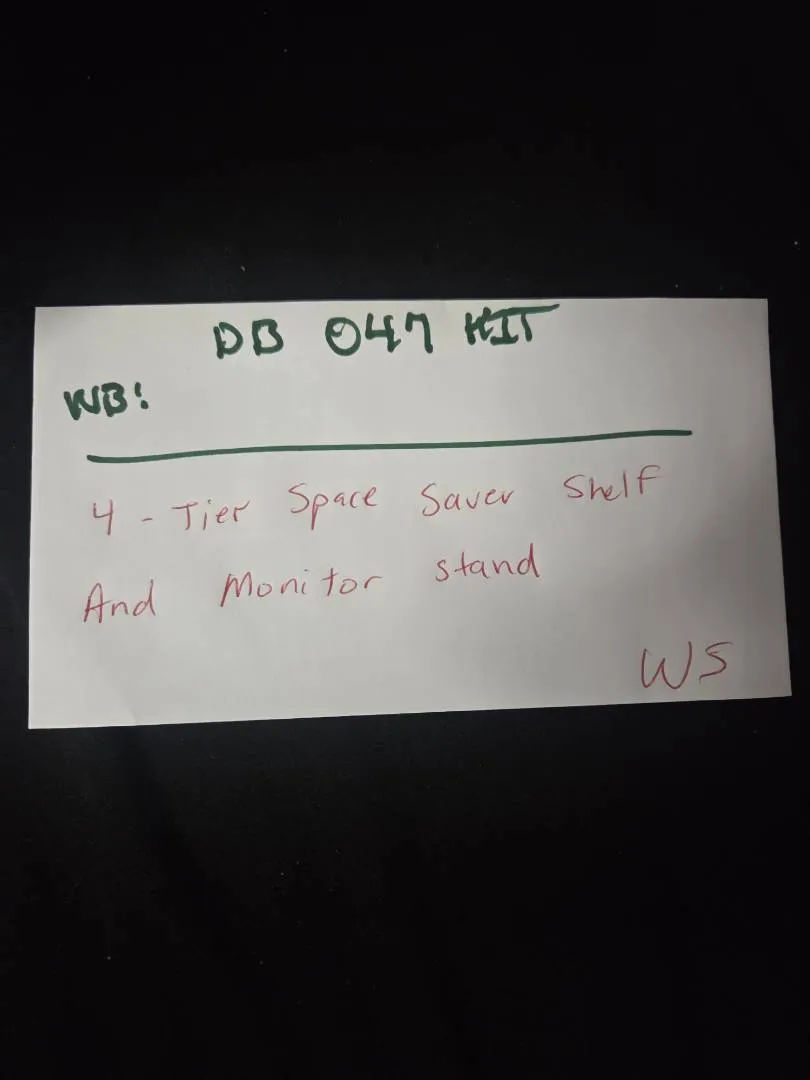 DB 047 KIT
WB:
4 - Tier Space Saver Shelf
And Monitor stand
WS